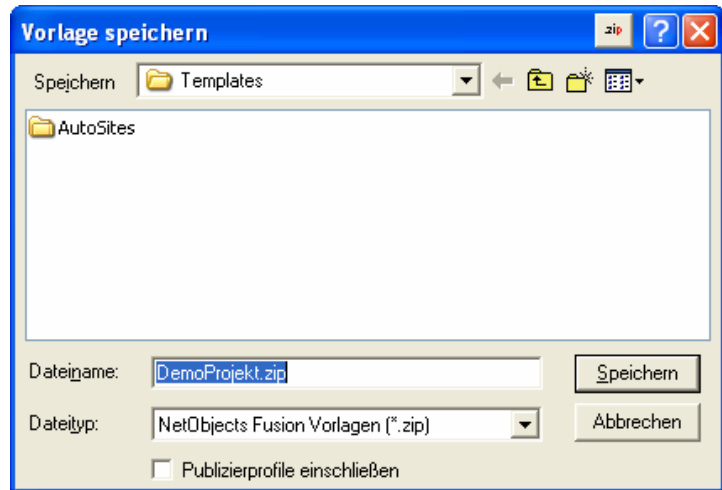 Vorlage speichern
.zip
Speichern
Templates
AutoSites
Dateiname:
DemoProjekt.zip
Speichern
Dateityp:
NetObjects Fusion Vorlagen (*.zip)
Abbrechen
Publizierprofile einschließen